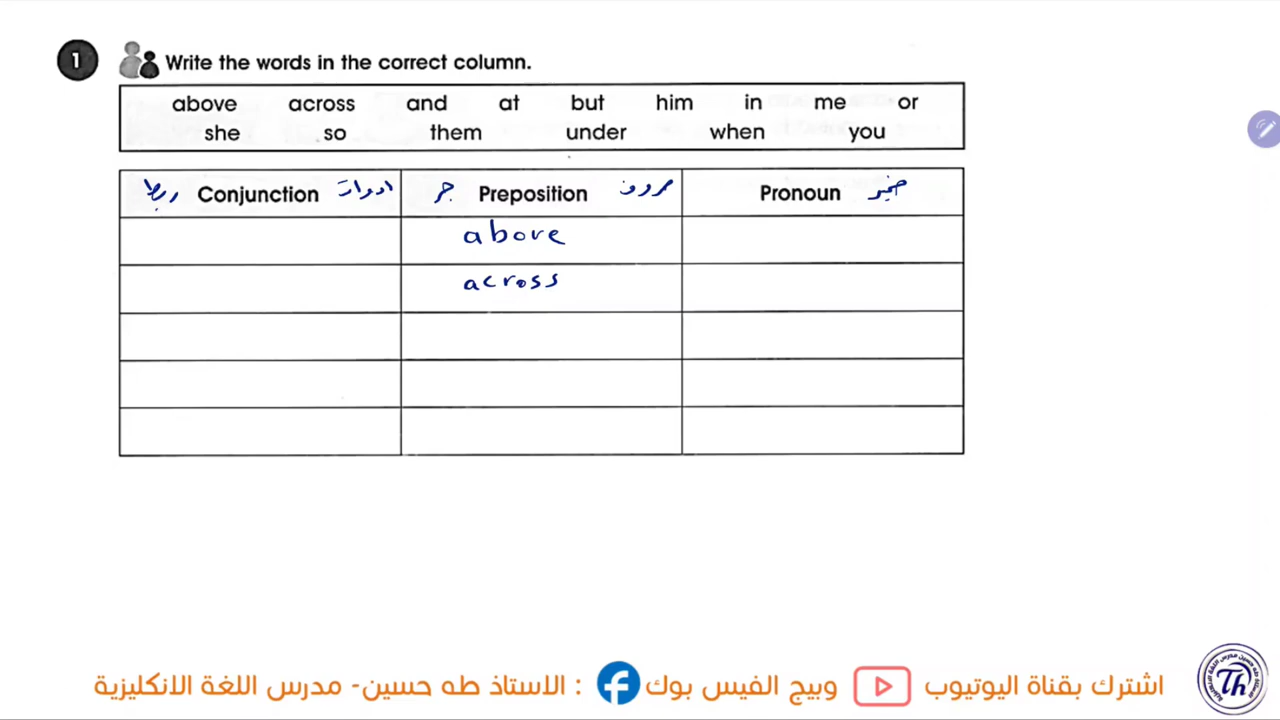 1 Write the words in the correct column.
above across and at but him in me or
she so them under when you
ادوات Conjunction ربط حروف Preposition جر Pronoun ضمير
above
across
اشترك بقناة اليوتيوب وبيج الفيس بوك : الاستاذ طه حسين- مدرس اللغة الانكليزية
Th